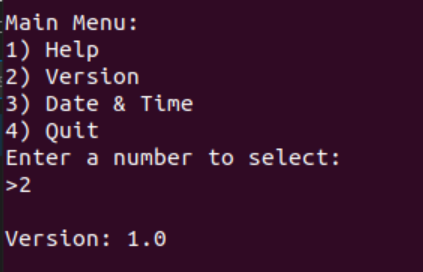 Main Menu:
1) Help
2) Version
3) Date & Time
4) Quit
Enter a number to select:
>2
Version: 1.0